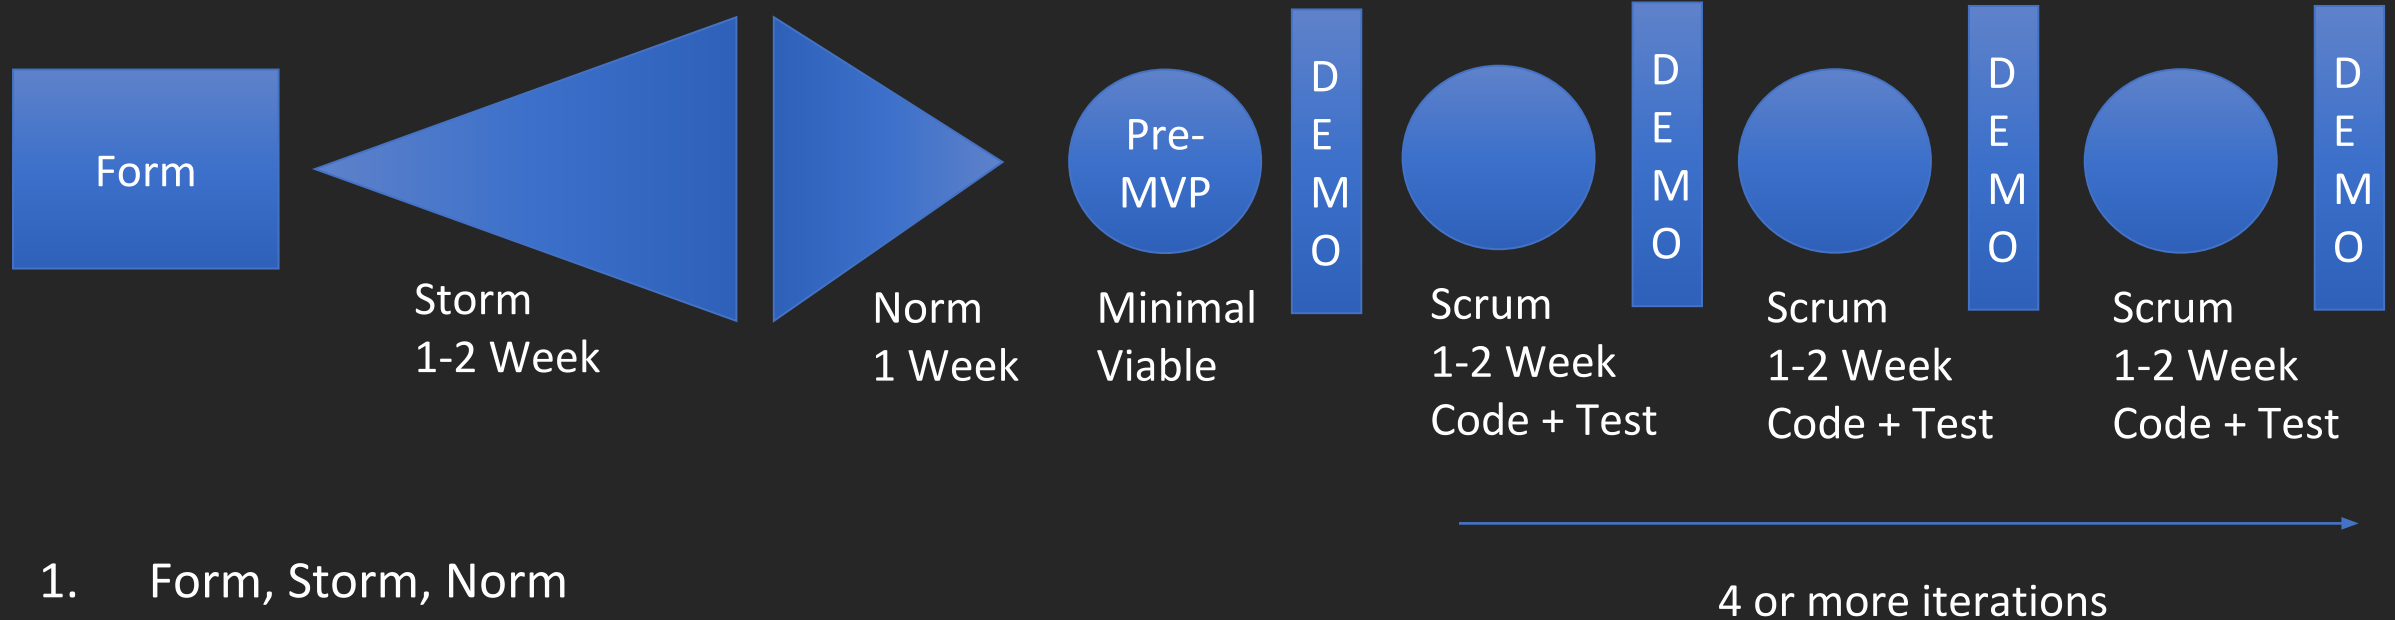 Form
Storm
1-2 Week
Norm
1 Week
Pre-
MVP
Minimal
Viable
D
E
M
O
Scrum
1-2 Week
Code + Test
D
E
M
O
Scrum
1-2 Week
Code + Test
D
E
M
O
Scrum
1-2 Week
Code + Test
D
E
M
O
1. Form, Storm, Norm
4 or more iterations